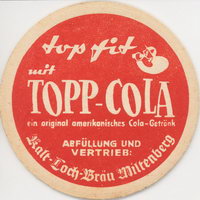 top fit
mit
TOPP-COLA
ein original amerikanisches Cola-Getränk
ABFÜLLUNG UND
VERTRIEB:
Kalt-Loch-Bräu Miltenberg